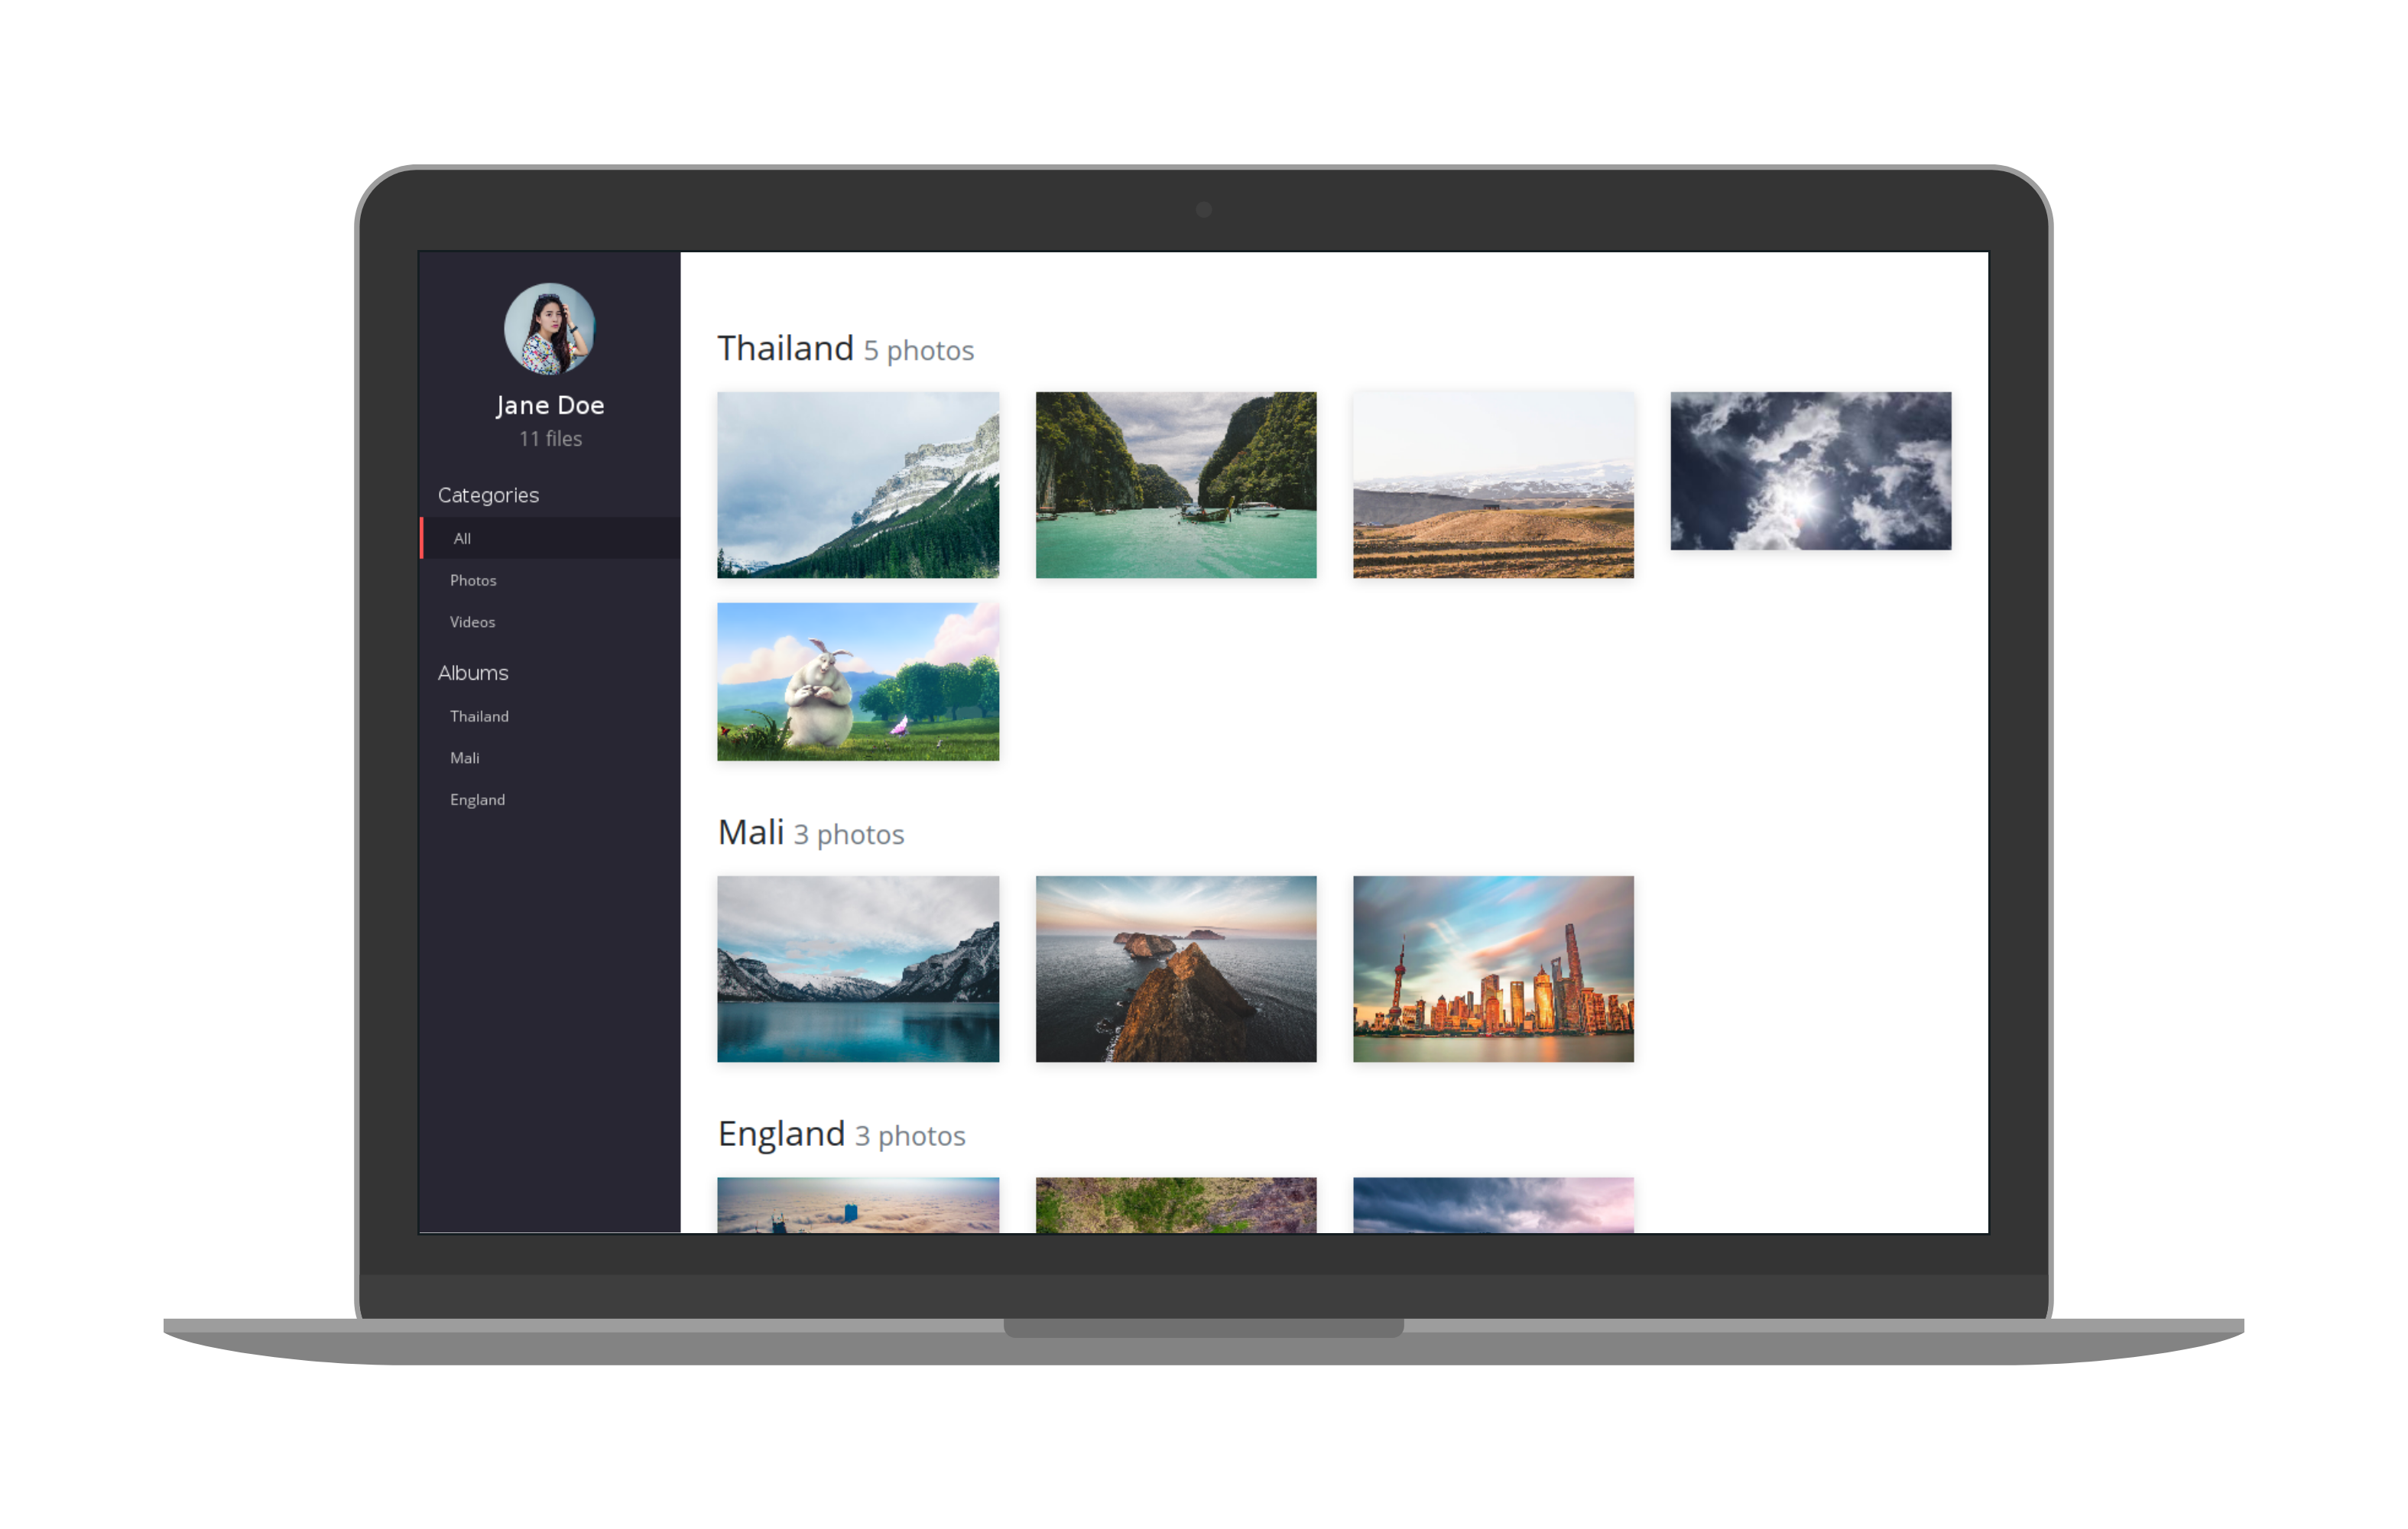 Jane Doe
11 files
Categories
All
Photos
Videos
Albums
Thailand
Mali
England
Thailand 5 photos
Mali 3 photos
England 3 photos